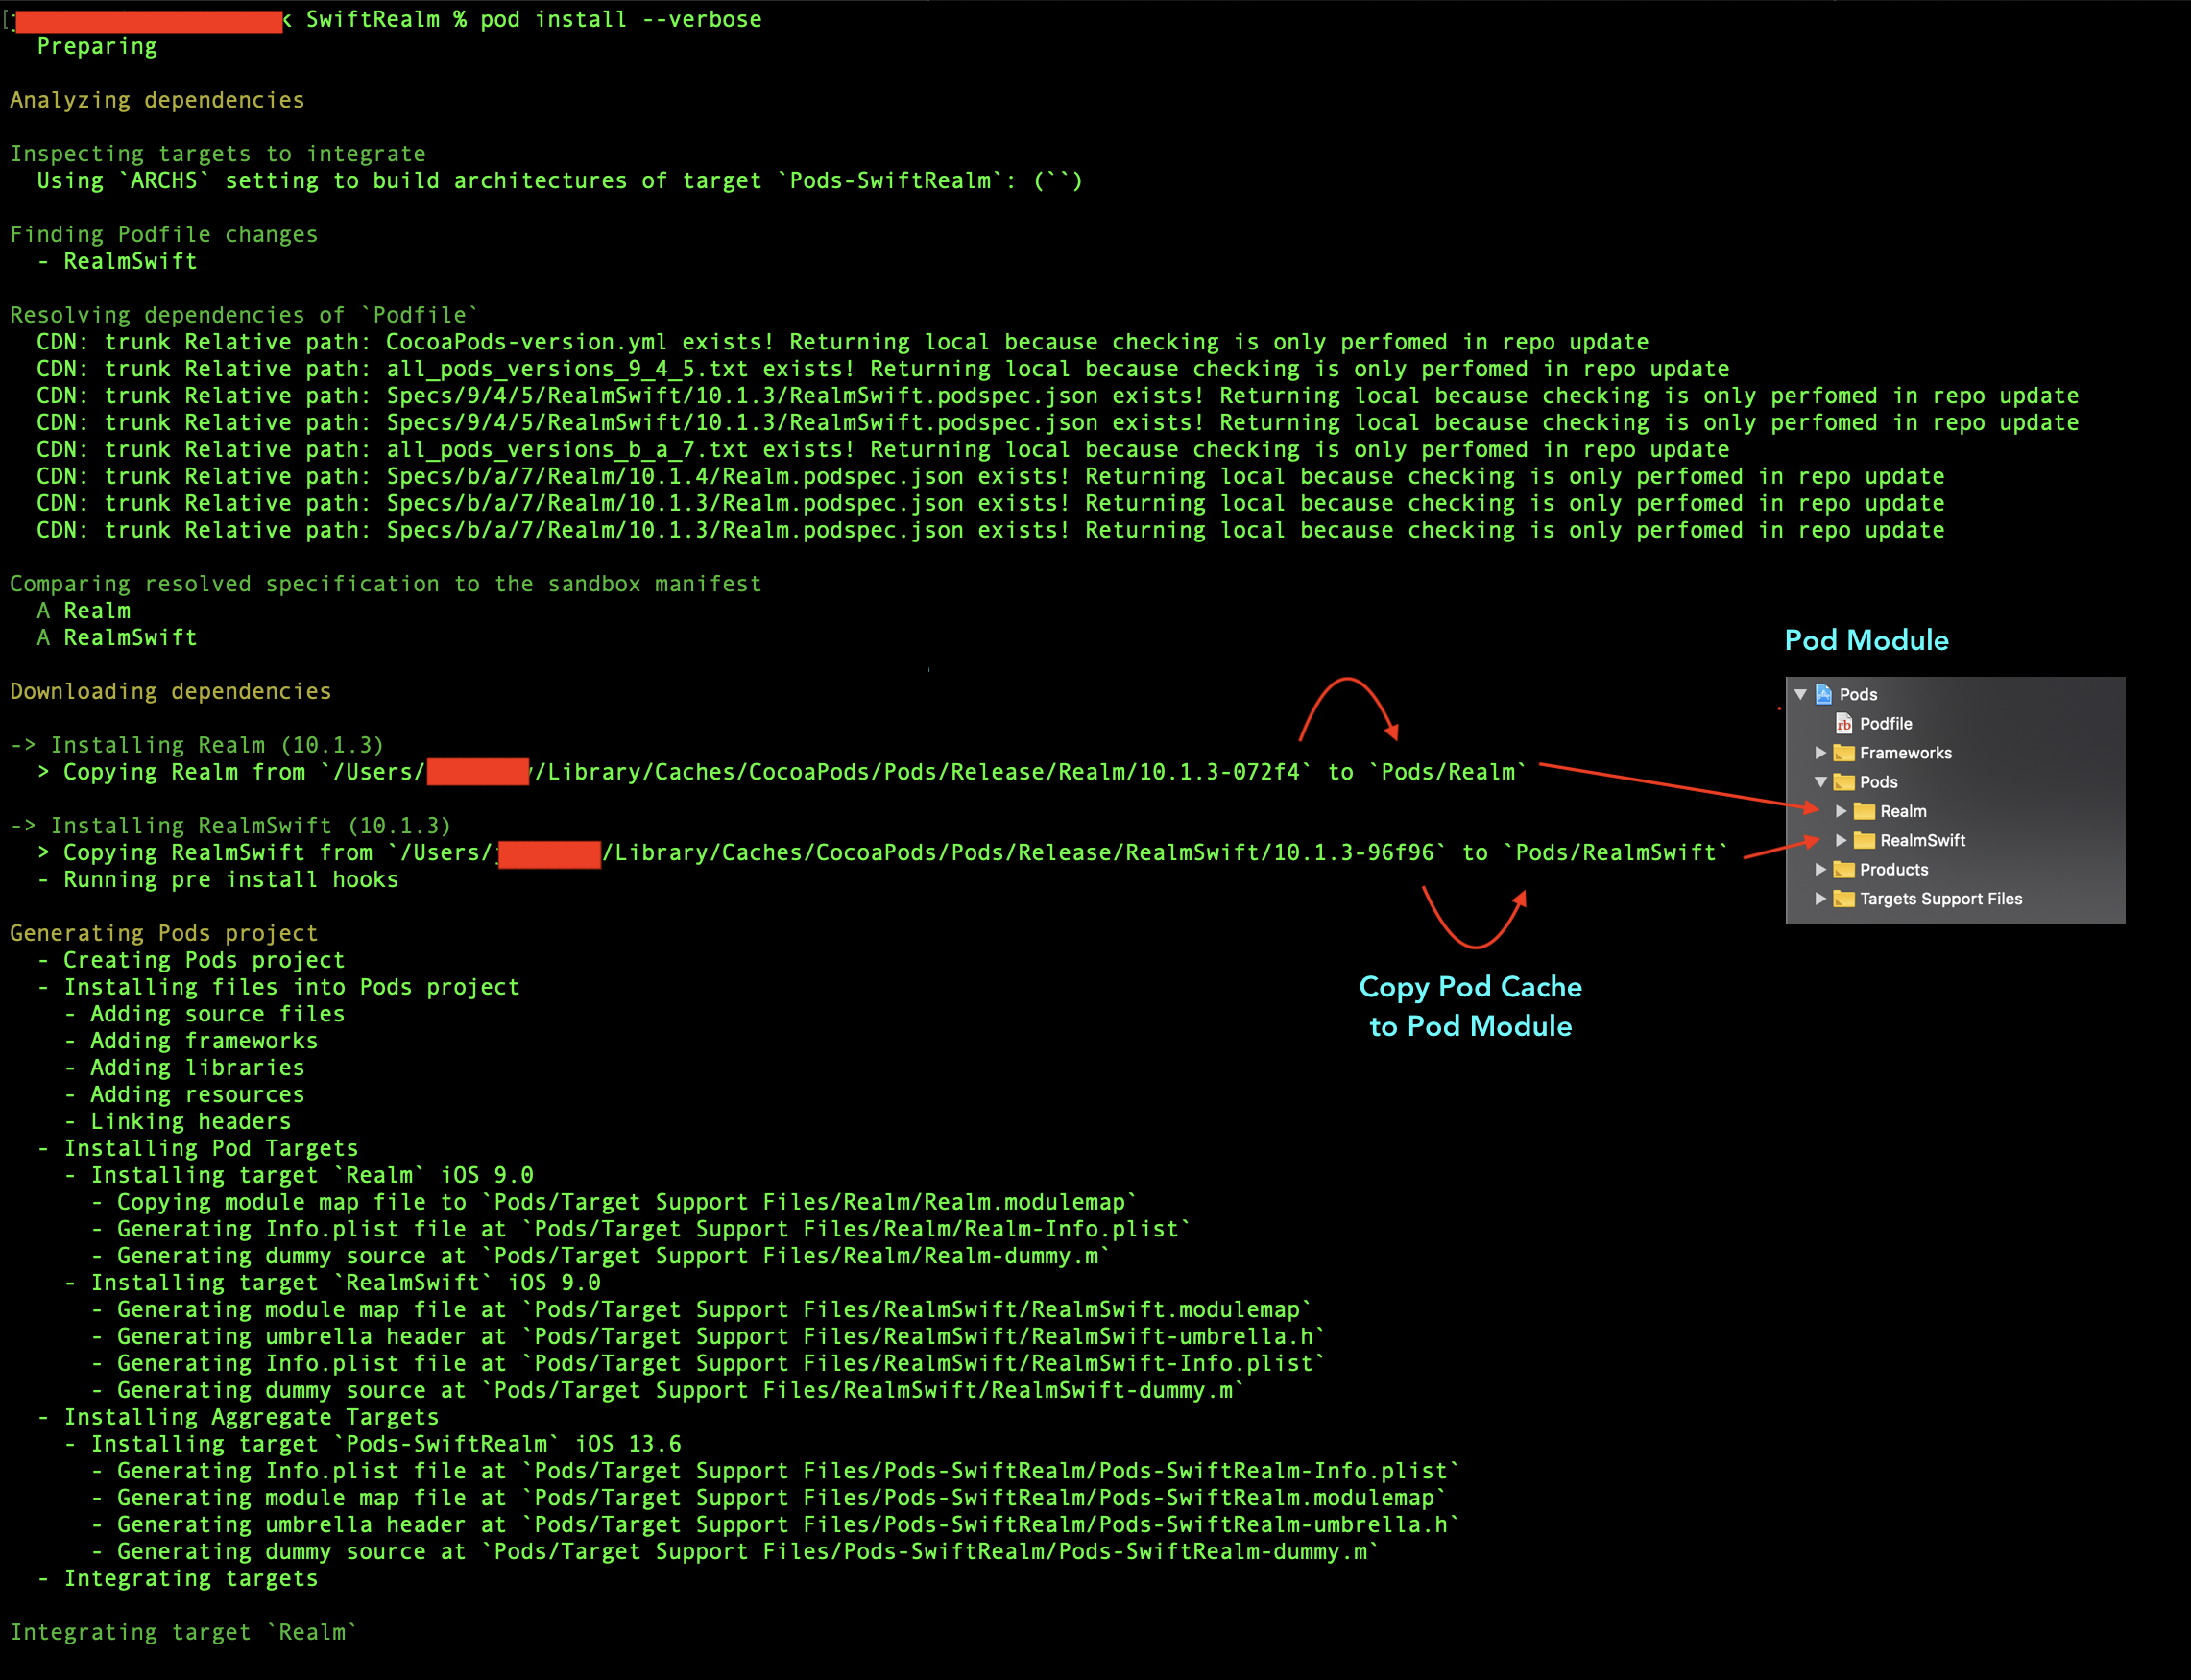 SwiftRealm % pod install --verbose
Preparing
Analyzing dependencies
Inspecting targets to integrate
Using `ARCHS` setting to build architectures of target `Pods-SwiftRealm`: (``)
Finding Podfile changes
- RealmSwift
Resolving dependencies of `Podfile`
CDN: trunk Relative path: CocoaPods-version.yml exists! Returning local because checking is only perfomed in repo update
CDN: trunk Relative path: all_pods_versions_9_4_5.txt exists! Returning local because checking is only perfomed in repo update
CDN: trunk Relative path: Specs/9/4/5/RealmSwift/10.1.3/RealmSwift.podspec.json exists! Returning local because checking is only perfomed in repo update
CDN: trunk Relative path: Specs/9/4/5/RealmSwift/10.1.3/RealmSwift.podspec.json exists! Returning local because checking is only perfomed in repo update
CDN: trunk Relative path: all_pods_versions_b_a_7.txt exists! Returning local because checking is only perfomed in repo update
CDN: trunk Relative path: Specs/b/a/7/Realm/10.1.4/Realm.podspec.json exists! Returning local because checking is only perfomed in repo update
CDN: trunk Relative path: Specs/b/a/7/Realm/10.1.3/Realm.podspec.json exists! Returning local because checking is only perfomed in repo update
CDN: trunk Relative path: Specs/b/a/7/Realm/10.1.3/Realm.podspec.json exists! Returning local because checking is only perfomed in repo update
Comparing resolved specification to the sandbox manifest
A Realm
A RealmSwift
Downloading dependencies
-> Installing Realm (10.1.3)
> Copying Realm from `/Users/ /Library/Caches/CocoaPods/Pods/Release/Realm/10.1.3-072f4` to `Pods/Realm`
-> Installing RealmSwift (10.1.3)
> Copying RealmSwift from `/Users/ /Library/Caches/CocoaPods/Pods/Release/RealmSwift/10.1.3-96f96` to `Pods/RealmSwift`
- Running pre install hooks
Generating Pods project
- Creating Pods project
- Installing files into Pods project
- Adding source files
- Adding frameworks
- Adding libraries
- Adding resources
- Linking headers
- Installing Pod Targets
- Installing target `Realm` iOS 9.0
- Copying module map file to `Pods/Target Support Files/Realm/Realm.modulemap`
- Generating Info.plist file at `Pods/Target Support Files/Realm/Realm-Info.plist`
- Generating dummy source at `Pods/Target Support Files/Realm/Realm-dummy.m`
- Installing target `RealmSwift` iOS 9.0
- Generating module map file at `Pods/Target Support Files/RealmSwift/RealmSwift.modulemap`
- Generating umbrella header at `Pods/Target Support Files/RealmSwift/RealmSwift-umbrella.h`
- Generating Info.plist file at `Pods/Target Support Files/RealmSwift/RealmSwift-Info.plist`
- Generating dummy source at `Pods/Target Support Files/RealmSwift/RealmSwift-dummy.m`
- Installing Aggregate Targets
- Installing target `Pods-SwiftRealm` iOS 13.6
- Generating Info.plist file at `Pods/Target Support Files/Pods-SwiftRealm/Pods-SwiftRealm-Info.plist`
- Generating module map file at `Pods/Target Support Files/Pods-SwiftRealm/Pods-SwiftRealm.modulemap`
- Generating umbrella header at `Pods/Target Support Files/Pods-SwiftRealm/Pods-SwiftRealm-umbrella.h`
- Generating dummy source at `Pods/Target Support Files/Pods-SwiftRealm/Pods-SwiftRealm-dummy.m`
- Integrating targets
Integrating target `Realm`
Pod Module
Pods
rb Podfile
Frameworks
Pods
Realm
RealmSwift
Products
Targets Support Files
Copy Pod Cache
to Pod Module